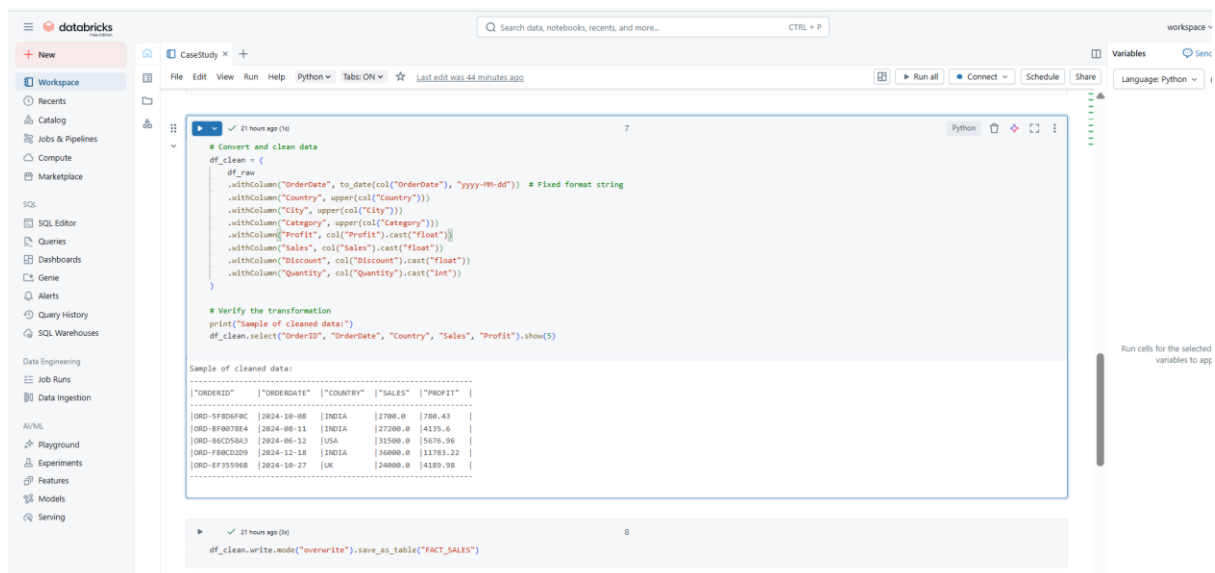 databricks
Free Edition
Search data, notebooks, recents, and more...
CTRL + P
workspace
New
Workspace
Recents
Catalog
Jobs & Pipelines
Compute
Marketplace
SQL
SQL Editor
Queries
Dashboards
Genie
Alerts
Query History
SQL Warehouses
Data Engineering
Job Runs
Data Ingestion
AI/ML
Playground
Experiments
Features
Models
Serving
CaseStudy
File Edit View Run Help Python Tabs: ON Last edit was 44 minutes ago
Run all Connect Schedule Share
21 hours ago (1s) 7 Python
# Convert and clean data
df_clean = (
df_raw
.withColumn("OrderDate", to_date(col("OrderDate"), "yyyy-MM-dd")) # Fixed format string
.withColumn("Country", upper(col("Country")))
.withColumn("City", upper(col("City")))
.withColumn("Category", upper(col("Category")))
.withColumn("Profit", col("Profit").cast("float"))
.withColumn("Sales", col("Sales").cast("float"))
.withColumn("Discount", col("Discount").cast("float"))
.withColumn("Quantity", col("Quantity").cast("int"))
)
# Verify the transformation
print("Sample of cleaned data:")
df_clean.select("OrderID", "OrderDate", "Country", "Sales", "Profit").show(5)
Sample of cleaned data:
------------------------------------------------------------------
|"ORDERID" |"ORDERDATE" |"COUNTRY" |"SALES" |"PROFIT" |
------------------------------------------------------------------
|ORD-5F8D6F0C |2024-10-08 |INDIA |2700.0 |780.43 |
|ORD-BF0078E4 |2024-08-11 |INDIA |27200.0 |4135.6 |
|ORD-86CD58A3 |2024-06-12 |USA |31500.0 |5676.96 |
|ORD-FB0CD2D9 |2024-12-18 |INDIA |36000.0 |11783.22 |
|ORD-EF355968 |2024-10-27 |UK |24000.0 |4189.98 |
------------------------------------------------------------------
21 hours ago (3s) 8
df_clean.write.mode("overwrite").save_as_table("FACT_SALES")
Variables
Language: Python
Run cells for the selected
variables to